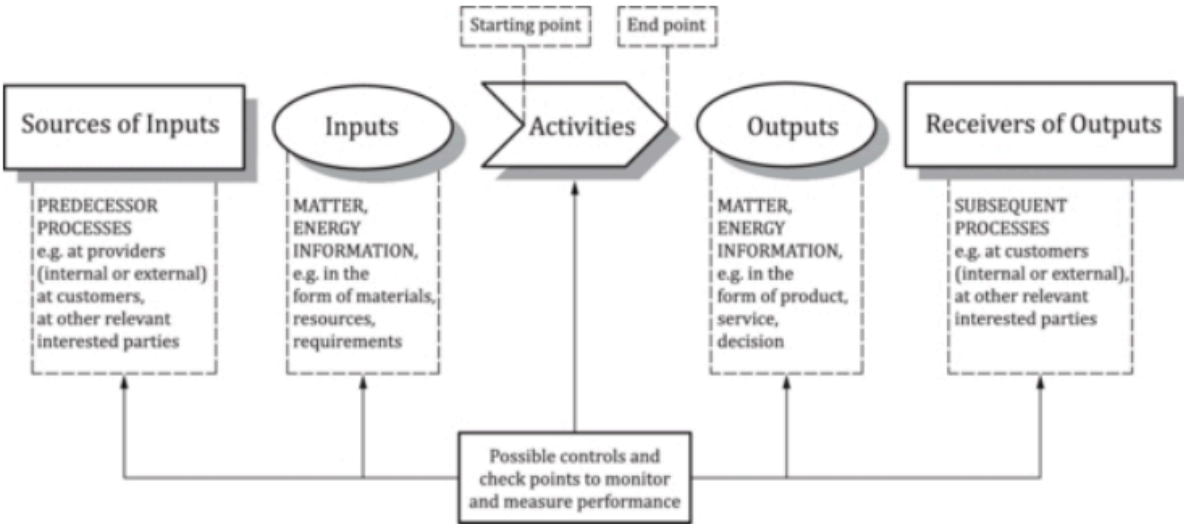 Starting point
End point
Sources of Inputs
Inputs
Activities
Outputs
Receivers of Outputs
PREDECESSOR
PROCESSES
e.g. at providers
(internal or external)
at customers,
at other relevant
interested parties
MATTER,
ENERGY
INFORMATION,
e.g. in the
form of materials,
resources,
requirements
MATTER,
ENERGY
INFORMATION,
e.g. in the
form of product,
service,
decision
SUBSEQUENT
PROCESSES
e.g. at customers
(internal or external),
at other relevant
interested parties
Possible controls and
check points to monitor
and measure performance